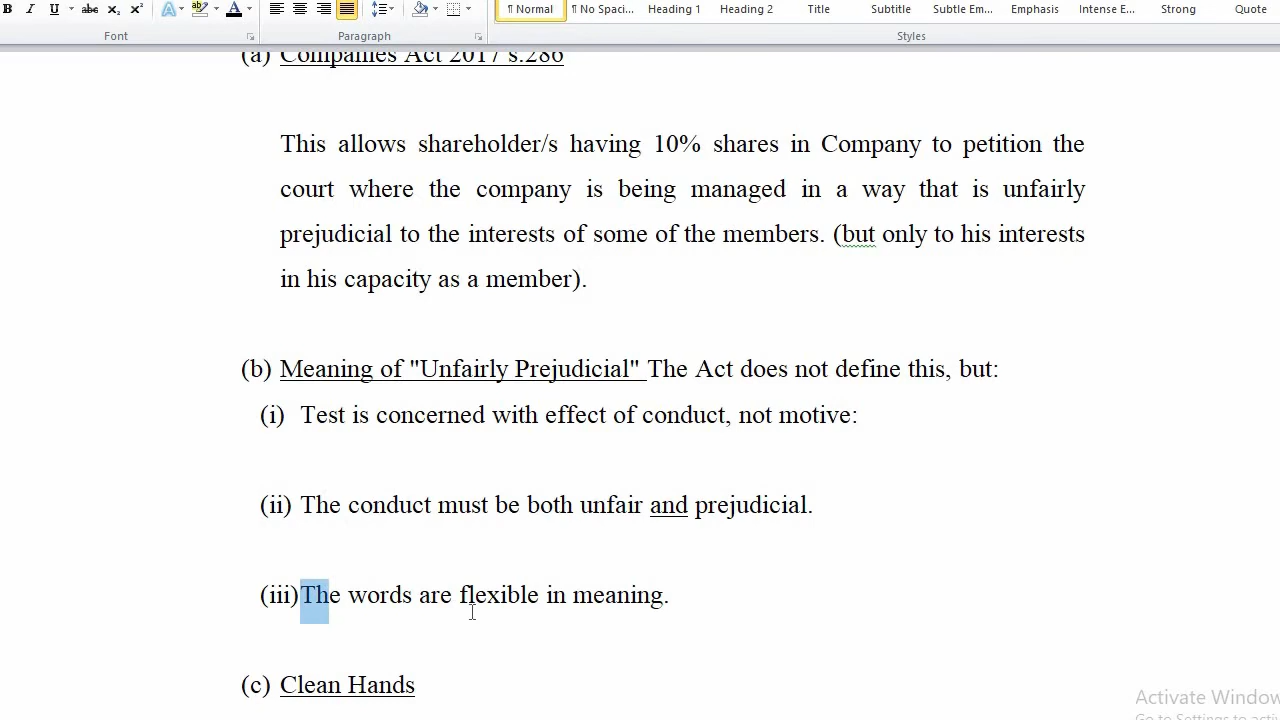 B I U abe x₂ x² A ab A
¶ Normal ¶ No Spaci... Heading 1 Heading 2 Title Subtitle Subtle Em... Emphasis Intense E... Strong Quote
Font Paragraph Styles
(a) Companies Act 2017 s.286
This allows shareholder/s having 10% shares in Company to petition the
court where the company is being managed in a way that is unfairly
prejudicial to the interests of some of the members. (but only to his interests
in his capacity as a member).
(b) Meaning of "Unfairly Prejudicial" The Act does not define this, but:
(i) Test is concerned with effect of conduct, not motive:
(ii) The conduct must be both unfair and prejudicial.
(iii)The words are flexible in meaning.
(c) Clean Hands
Activate Window